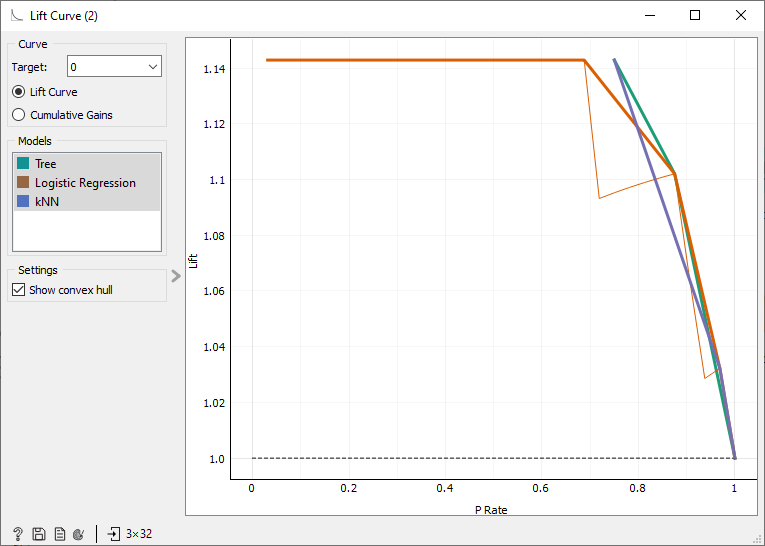 Lift Curve (2)
Curve
Target: 0
Lift Curve
Cumulative Gains
Models
Tree
Logistic Regression
kNN
Settings
Show convex hull
1.14
1.12
1.1
1.08
1.06
1.04
1.02
1.0
Lift
0 0.2 0.4 0.6 0.8 1
P Rate
3×32